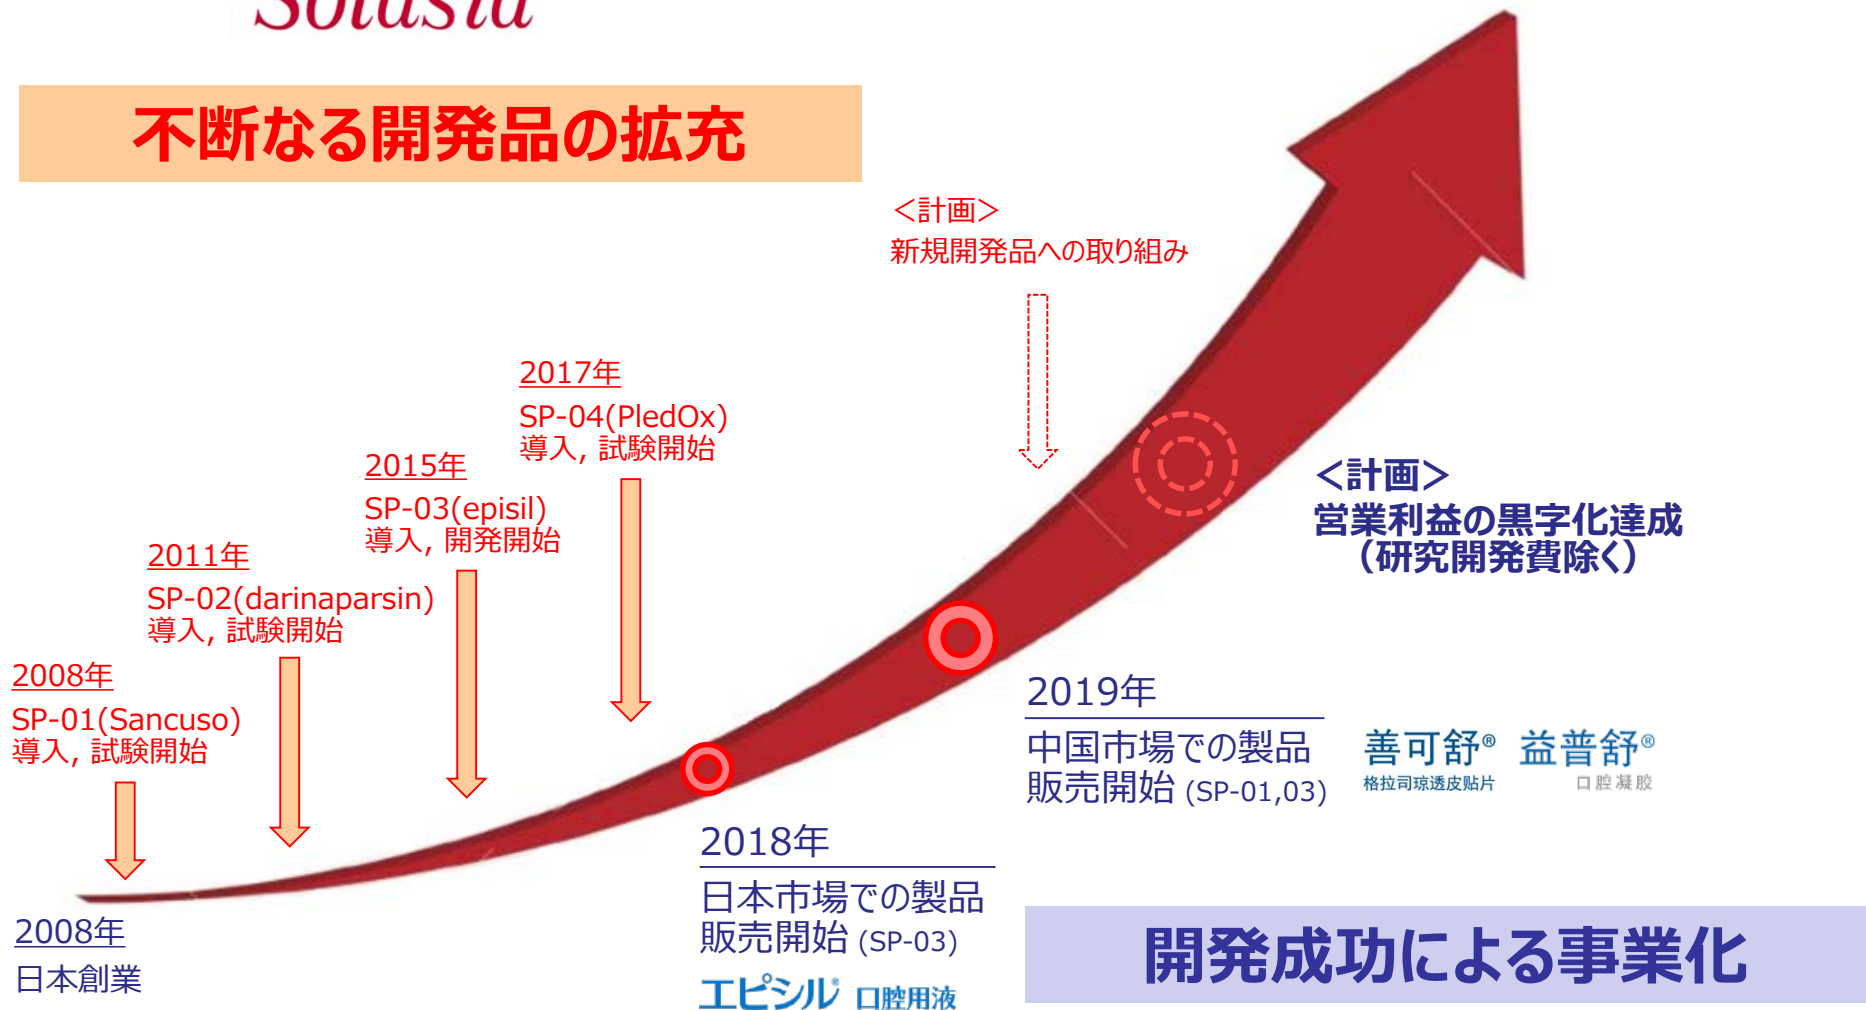 Solasia
不断なる開発品の拡充
＜計画＞
新規開発品への取り組み
2017年
SP-04(PledOx)
導入, 試験開始
2015年
SP-03(episil)
導入, 開発開始
2011年
SP-02(darinaparsin)
導入, 試験開始
2008年
SP-01(Sancuso)
導入, 試験開始
2008年
日本創業
＜計画＞
営業利益の黒字化達成
（研究開発費除く）
2019年
中国市場での製品
販売開始 (SP-01,03)
善可舒® 益普舒®
格拉司琼透皮贴片 口腔凝胶
2018年
日本市場での製品
販売開始 (SP-03)
エピシル® 口腔用液
開発成功による事業化